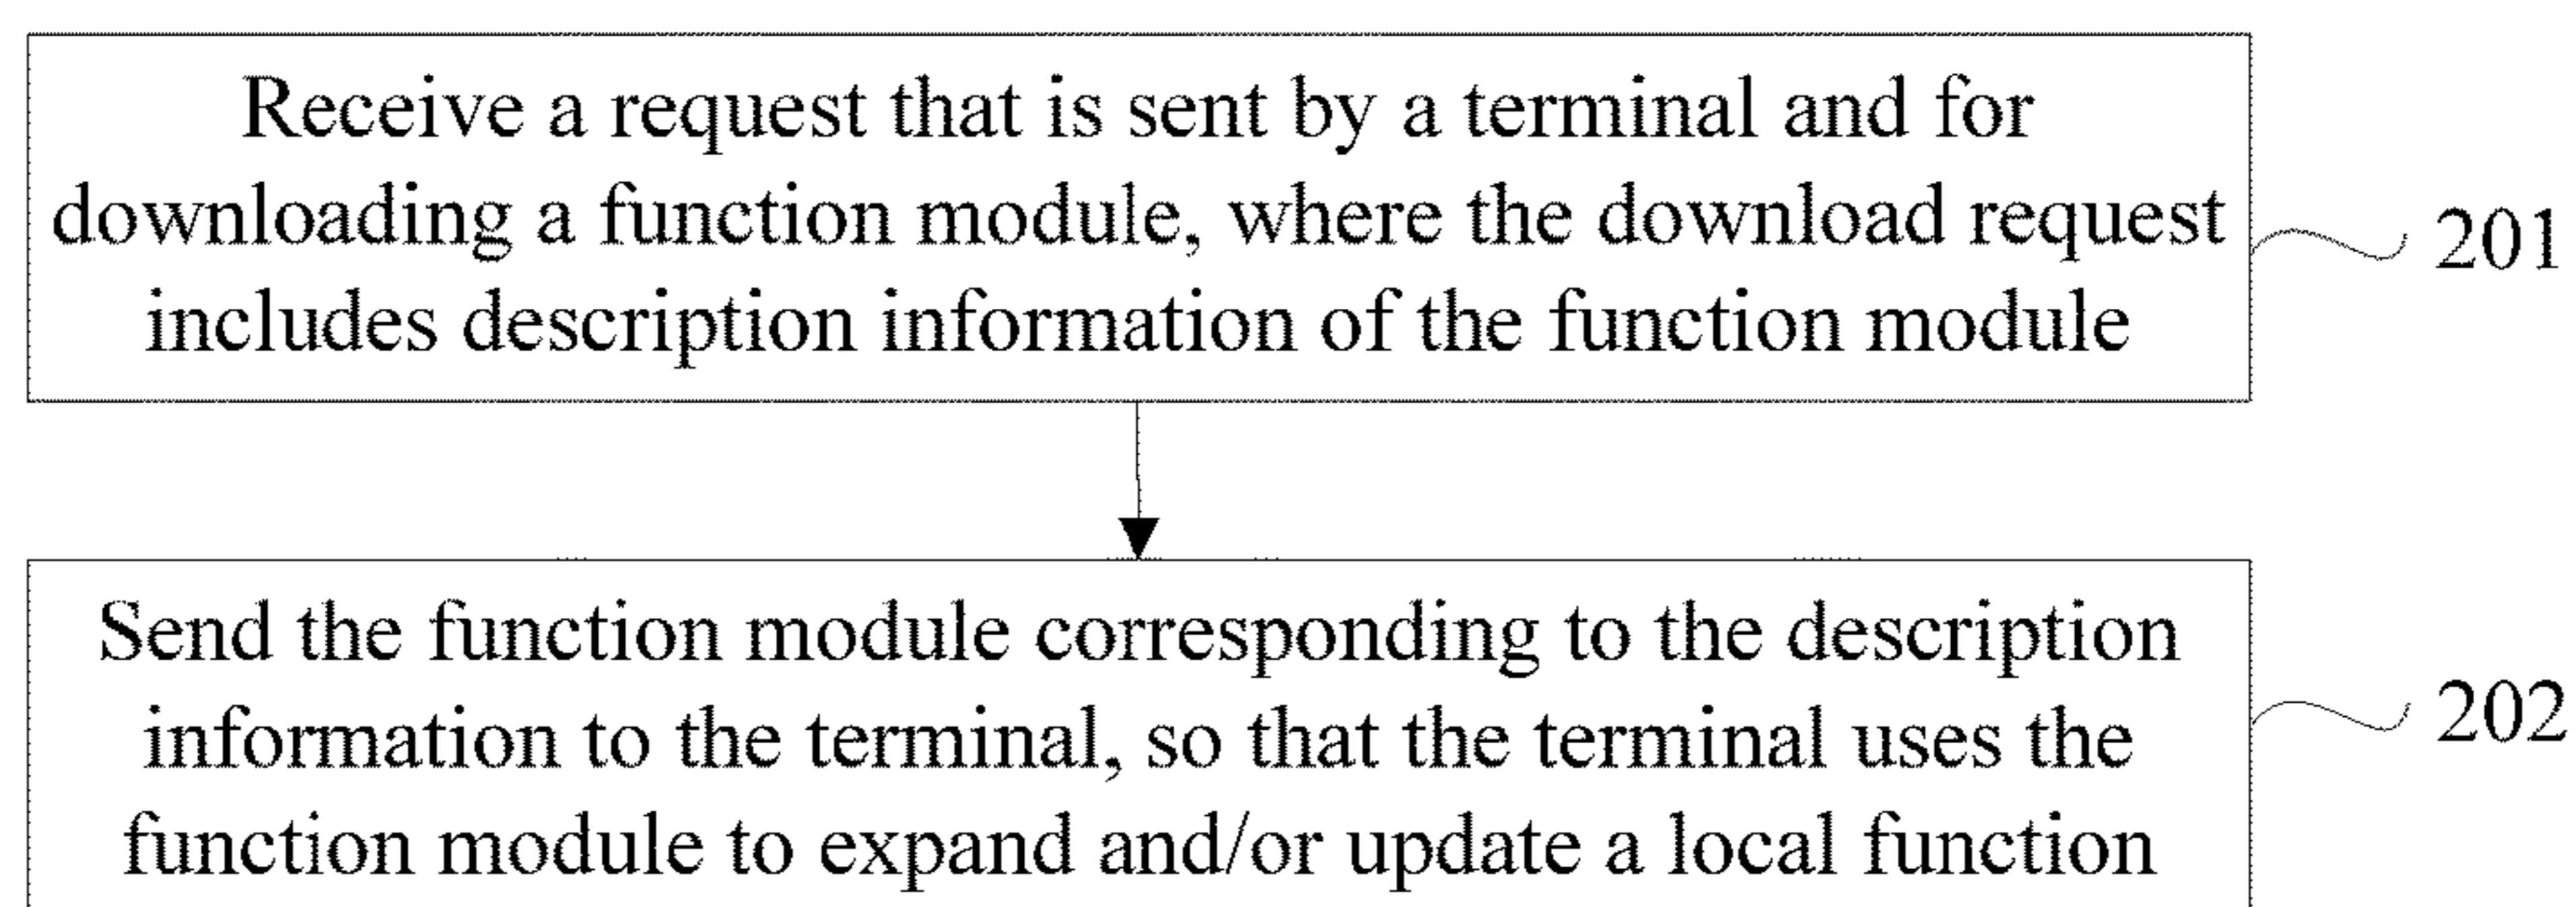 Receive a request that is sent by a terminal and for
downloading a function module, where the download request
includes description information of the function module
201
Send the function module corresponding to the description
information to the terminal, so that the terminal uses the
function module to expand and/or update a local function
202